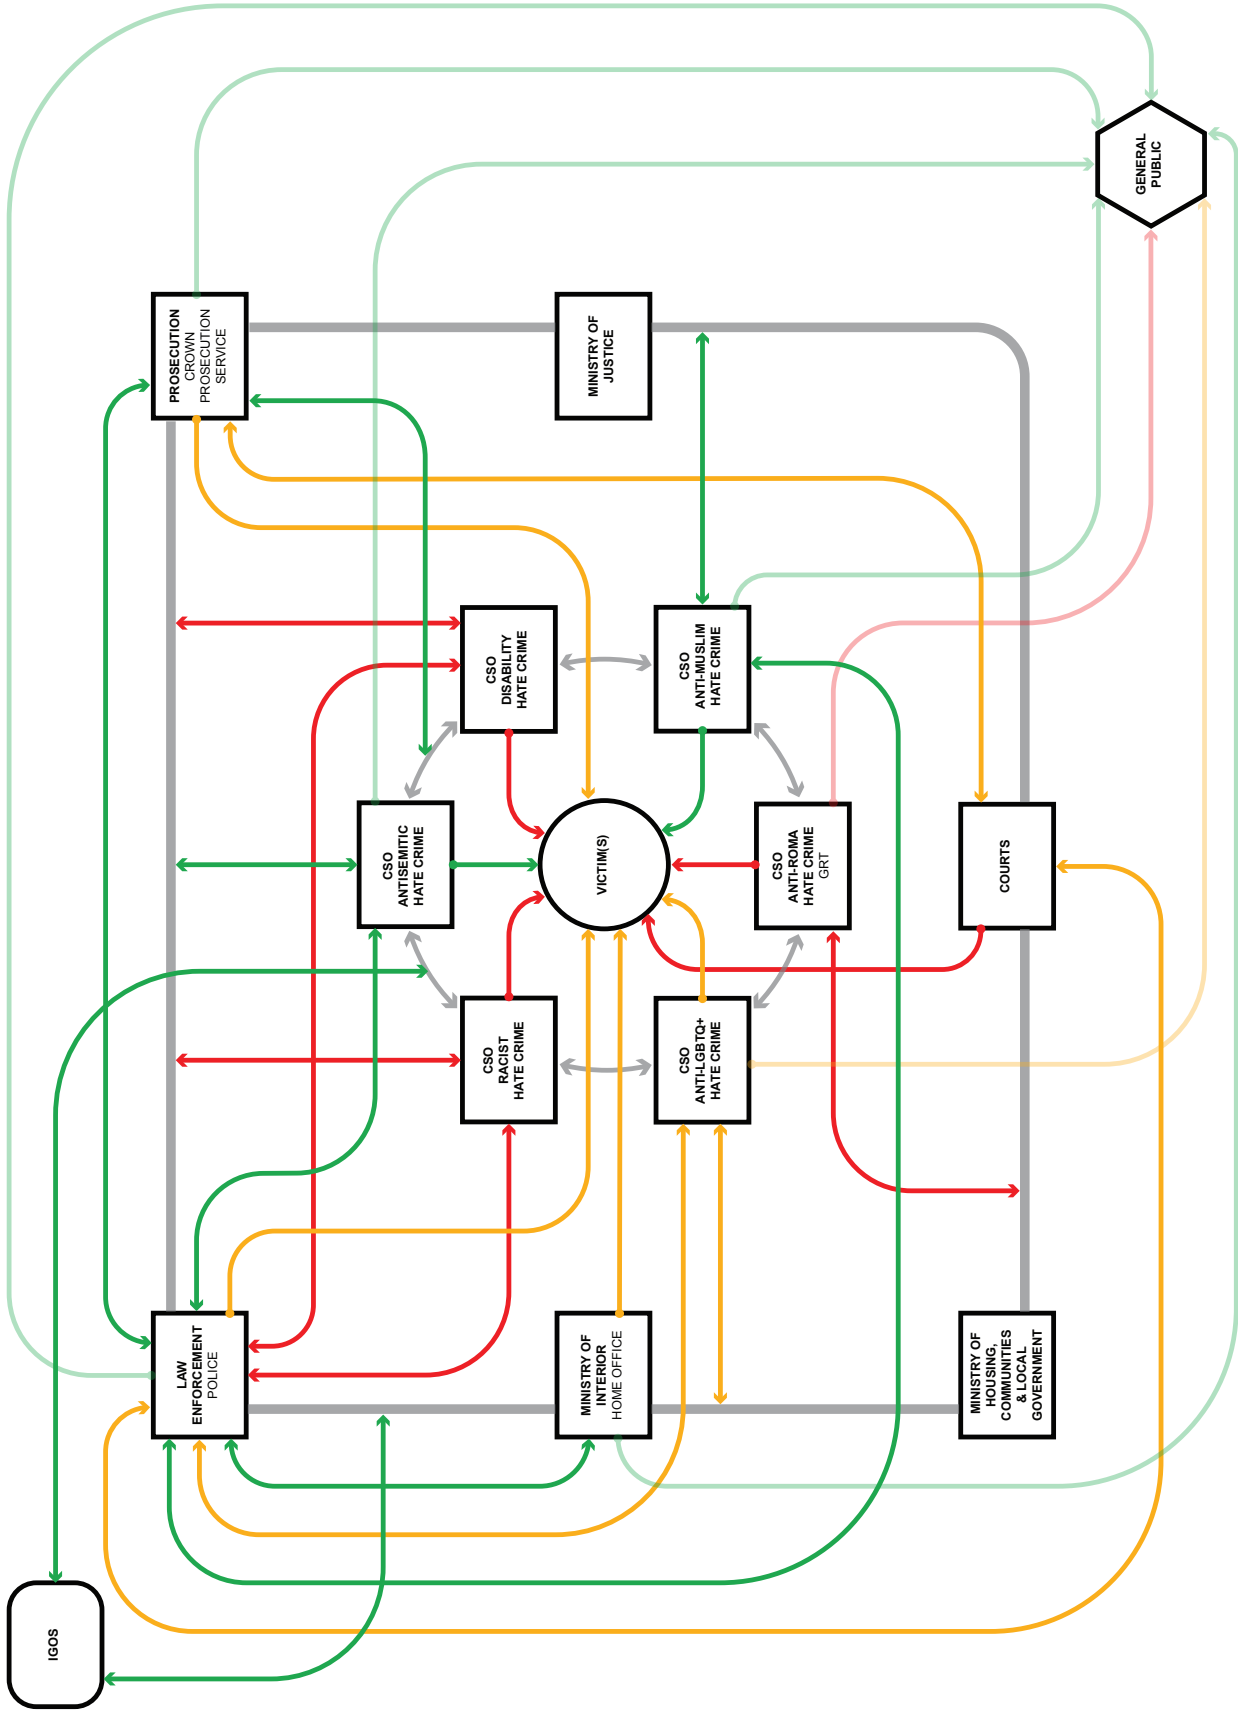 IGOS
LAW
ENFORCEMENT
POLICE
PROSECUTION
CROWN
PROSECUTION
SERVICE
CSO
ANTISEMITIC
HATE CRIME
CSO
RACIST
HATE CRIME
CSO
DISABILITY
HATE CRIME
MINISTRY OF
INTERIOR
HOME OFFICE
VICTIM(S)
MINISTRY OF
JUSTICE
CSO
ANTI-LGBTQ+
HATE CRIME
CSO
ANTI-MUSLIM
HATE CRIME
CSO
ANTI-ROMA
HATE CRIME
GRT
MINISTRY OF
HOUSING,
COMMUNITIES
& LOCAL
GOVERNMENT
COURTS
GENERAL
PUBLIC